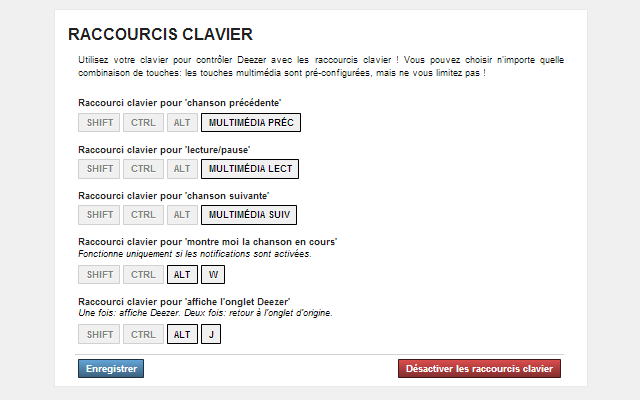 RACCOURCIS CLAVIER
Utilisez votre clavier pour contrôler Deezer avec les raccourcis clavier ! Vous pouvez choisir n'importe quelle
combinaison de touches: les touches multimédia sont pré-configurées, mais ne vous limitez pas !
Raccourci clavier pour 'chanson précédente'
SHIFT CTRL ALT MULTIMÉDIA PRÉC
Raccourci clavier pour 'lecture/pause'
SHIFT CTRL ALT MULTIMÉDIA LECT
Raccourci clavier pour 'chanson suivante'
SHIFT CTRL ALT MULTIMÉDIA SUIV
Raccourci clavier pour 'montre moi la chanson en cours'
Fonctionne uniquement si les notifications sont activées.
SHIFT CTRL ALT W
Raccourci clavier pour 'affiche l'onglet Deezer'
Une fois: affiche Deezer. Deux fois: retour à l'onglet d'origine.
SHIFT CTRL ALT J
Enregistrer Désactiver les raccourcis clavier